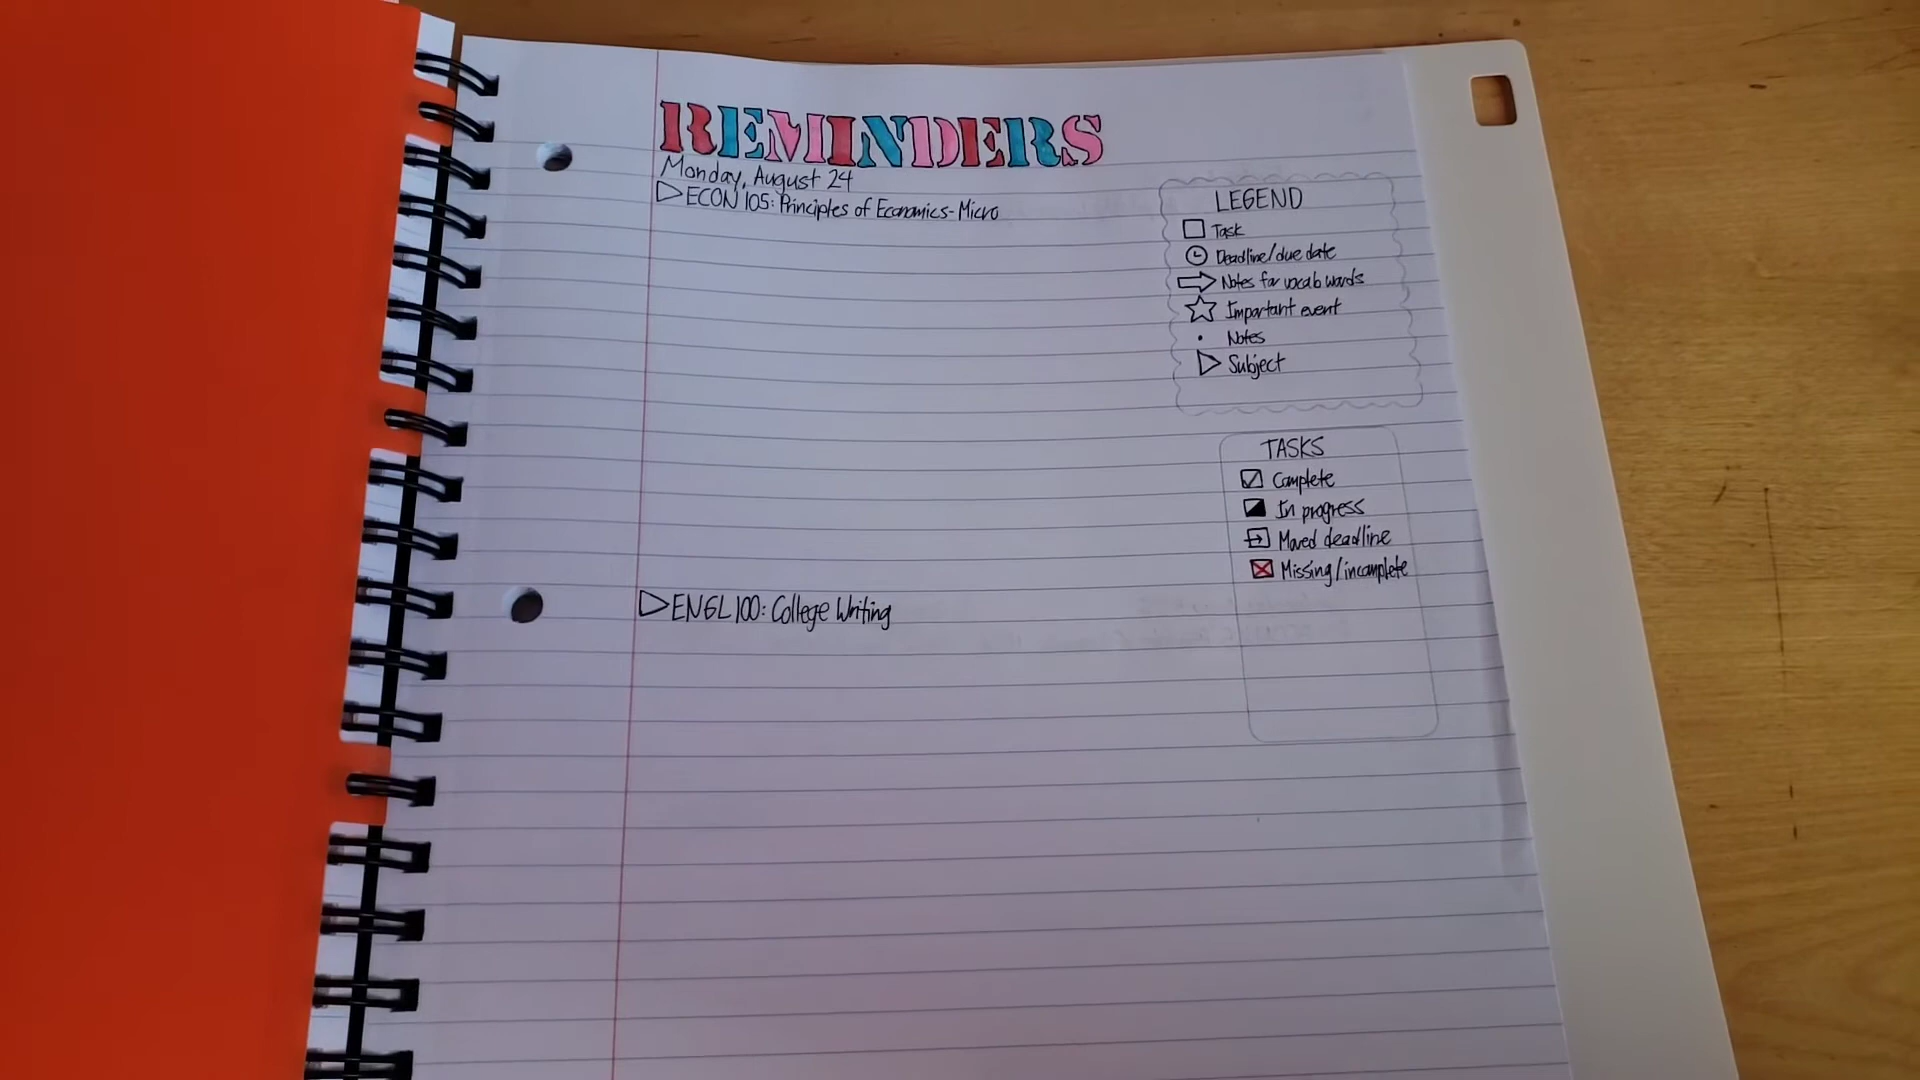 REMINDERS
Monday, August 24
ECON 105: Principles of Economics-Micro
ENGL 100: College Writing
LEGEND
Task
Deadline/due date
Notes for vocab words
Important event
Notes
Subject
TASKS
Complete
In progress
Moved deadline
Missing/incomplete